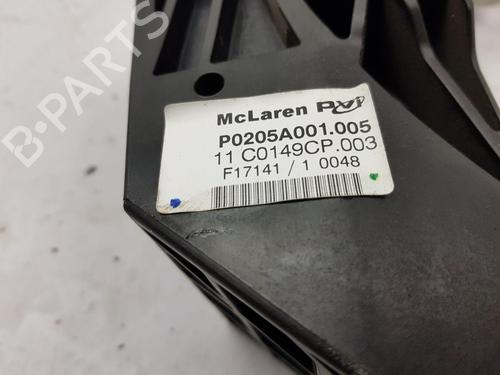 McLaren
P0205A001.005
11 C0149CP.003
F17141 / 1 0048
B-PARTS